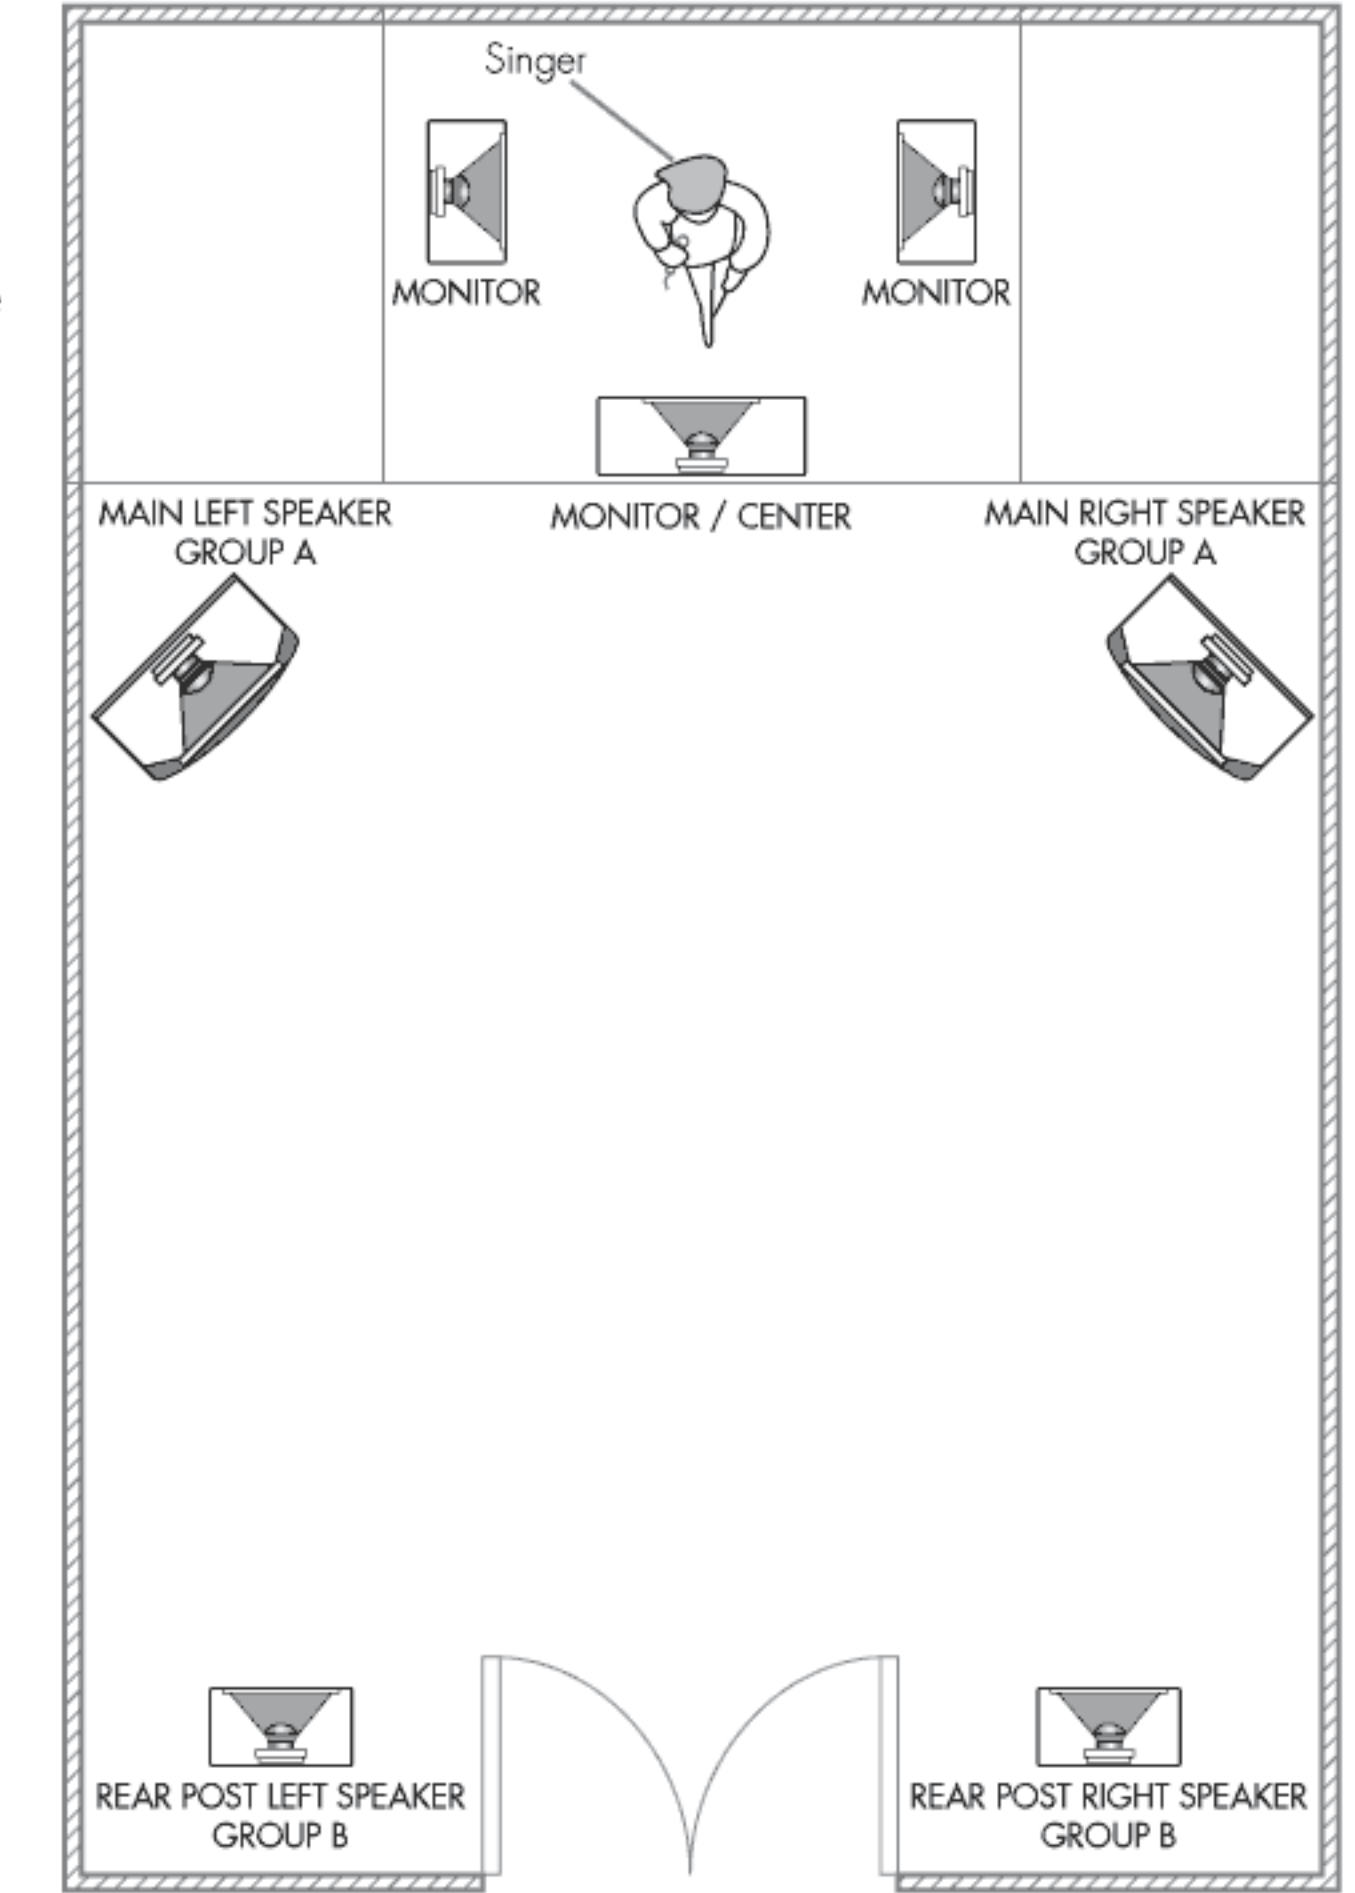 Singer
MONITOR
MONITOR
MAIN LEFT SPEAKER
GROUP A
MONITOR / CENTER
MAIN RIGHT SPEAKER
GROUP A
REAR POST LEFT SPEAKER
GROUP B
REAR POST RIGHT SPEAKER
GROUP B